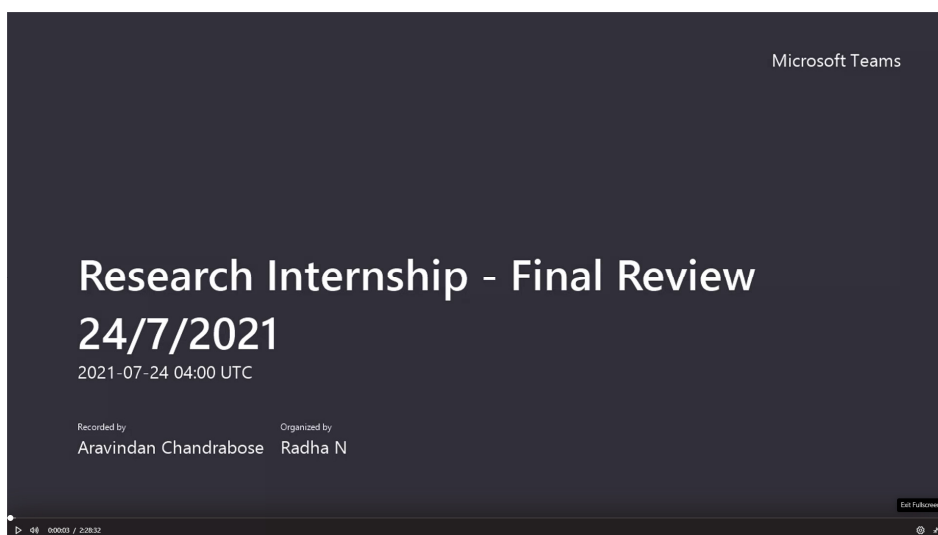 Microsoft Teams
Research Internship - Final Review
24/7/2021
2021-07-24 04:00 UTC
Recorded by
Organized by
Aravindan Chandrabose
Radha N
Exit Fullscreen
0:00:03 / 2:28:32